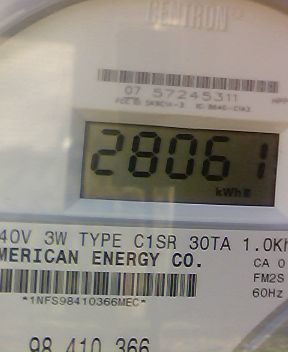 CENTRON
07 57245311
28061
kWh
40V 3W TYPE C1SR 30TA 1.0Kh
MERICAN ENERGY CO.
CA 0
FM2S
60Hz
*1NFS98410366MEC*
98 410 366